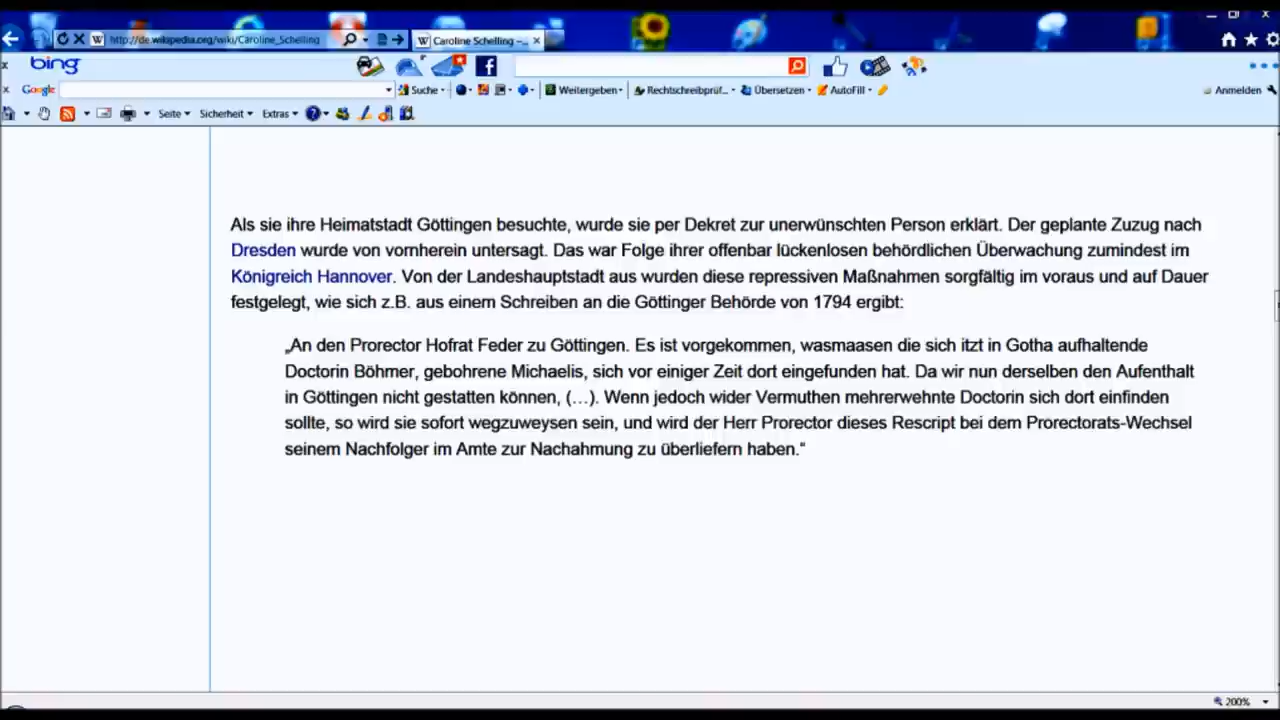 http://de.wikipedia.org/wiki/Caroline_Schelling
W Caroline Schelling – ...
bing
x Google Suche Weitergeben Rechtschreibprüf... Übersetzen AutoFill Anmelden
Seite Sicherheit Extras
Als sie ihre Heimatstadt Göttingen besuchte, wurde sie per Dekret zur unerwünschten Person erklärt. Der geplante Zuzug nach
Dresden wurde von vornherein untersagt. Das war Folge ihrer offenbar lückenlosen behördlichen Überwachung zumindest im
Königreich Hannover. Von der Landeshauptstadt aus wurden diese repressiven Maßnahmen sorgfältig im voraus und auf Dauer
festgelegt, wie sich z.B. aus einem Schreiben an die Göttinger Behörde von 1794 ergibt:
„An den Prorector Hofrat Feder zu Göttingen. Es ist vorgekommen, wasmaasen die sich itzt in Gotha aufhaltende
Doctorin Böhmer, gebohrene Michaelis, sich vor einiger Zeit dort eingefunden hat. Da wir nun derselben den Aufenthalt
in Göttingen nicht gestatten können, (…). Wenn jedoch wider Vermuthen mehrerwehnte Doctorin sich dort einfinden
sollte, so wird sie sofort wegzuweysen sein, und wird der Herr Prorector dieses Rescript bei dem Prorectorats-Wechsel
seinem Nachfolger im Amte zur Nachahmung zu überliefern haben.“
200%